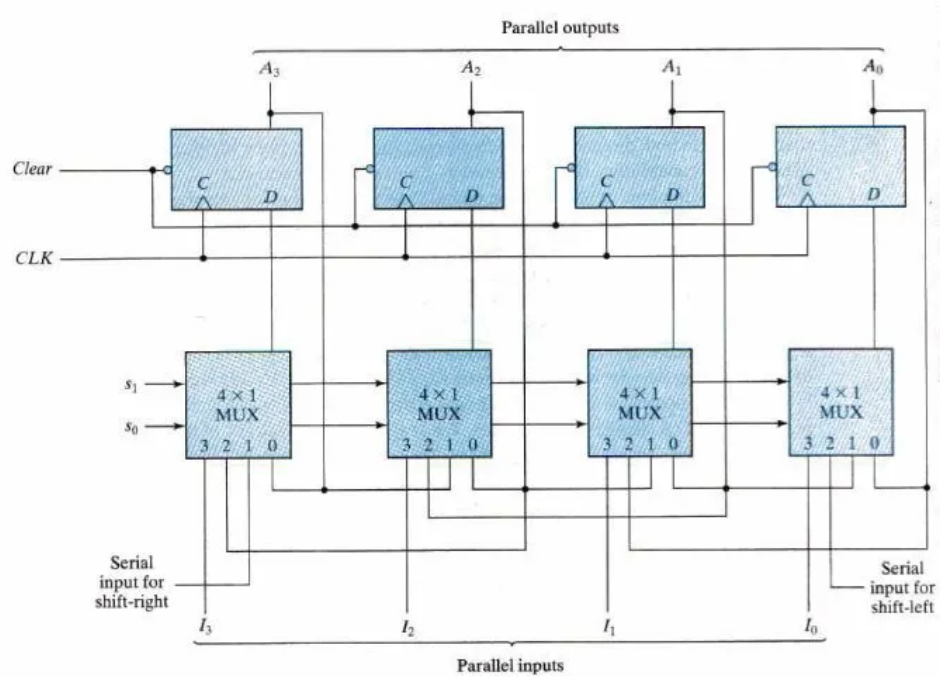 Parallel outputs
A3 A2 A1 A0
Clear
C D C D C D C D
CLK
s1
s0
4 × 1 MUX
3 2 1 0
4 × 1 MUX
3 2 1 0
4 × 1 MUX
3 2 1 0
4 × 1 MUX
3 2 1 0
Serial
input for
shift-right
Serial
input for
shift-left
I3 I2 I1 I0
Parallel inputs